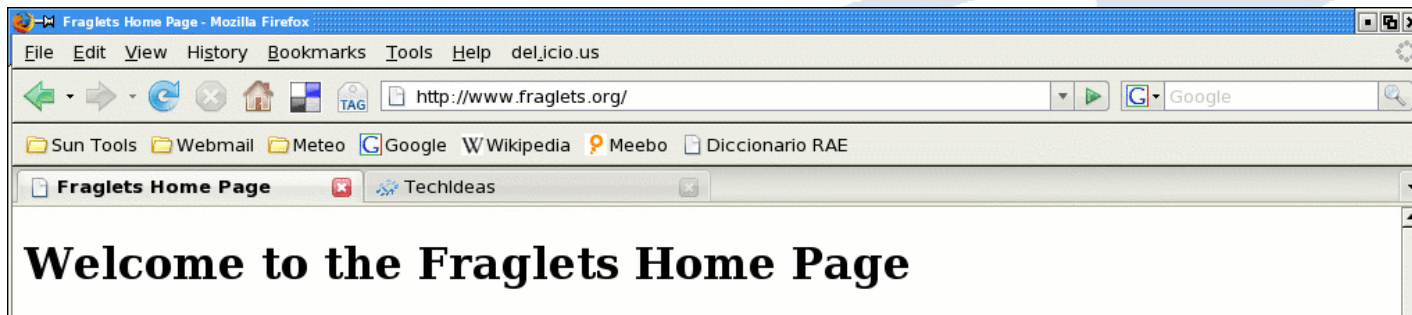 Fraglets Home Page - Mozilla Firefox
File Edit View History Bookmarks Tools Help del.icio.us
TAG http://www.fraglets.org/ G Google
Sun Tools Webmail Meteo G Google W Wikipedia Meebo Diccionario RAE
Fraglets Home Page TechIdeas
Welcome to the Fraglets Home Page